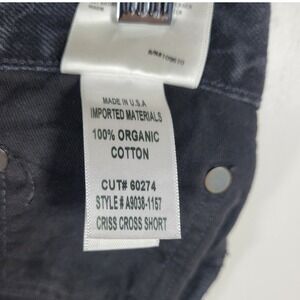 MADE IN U.S.A
IMPORTED MATERIALS
100% ORGANIC
COTTON
CUT# 60274
STYLE # A9038-1157
CRISS CROSS SHORT